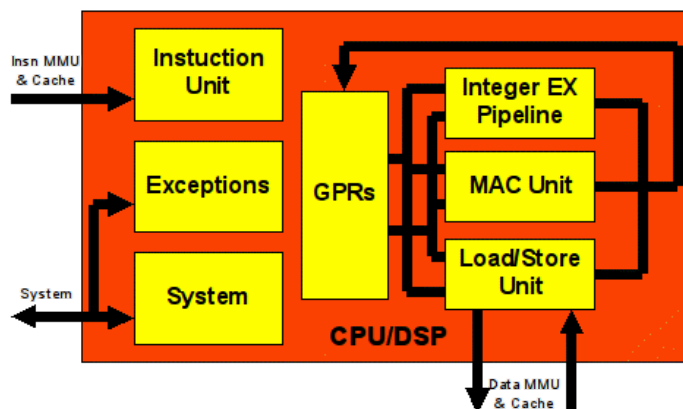 Insn MMU
& Cache
Instuction
Unit
Exceptions
System
System
GPRs
Integer EX
Pipeline
MAC Unit
Load/Store
Unit
CPU/DSP
Data MMU
& Cache